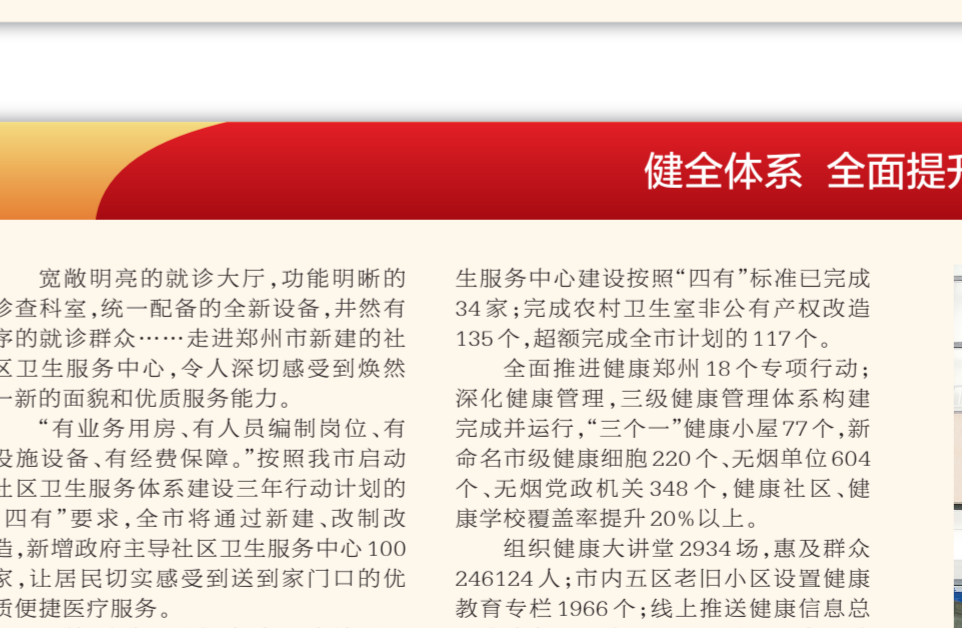 健全体系 全面提升
宽敞明亮的就诊大厅，功能明晰的
诊查科室，统一配备的全新设备，井然有
序的就诊群众……走进郑州市新建的社
区卫生服务中心，令人深切感受到焕然
一新的面貌和优质服务能力。
“有业务用房、有人员编制岗位、有
设施设备、有经费保障。”按照我市启动
社区卫生服务体系建设三年行动计划的
四有”要求，全市将通过新建、改制改
造，新增政府主导社区卫生服务中心100
家，让居民切实感受到送到家门口的优
质便捷医疗服务。
生服务中心建设按照“四有”标准已完成
34家；完成农村卫生室非公有产权改造
135个，超额完成全市计划的117个。
全面推进健康郑州18个专项行动；
深化健康管理，三级健康管理体系构建
完成并运行，“三个一”健康小屋77个，新
命名市级健康细胞220个、无烟单位604
个、无烟党政机关348个，健康社区、健
康学校覆盖率提升20%以上。
组织健康大讲堂2934场，惠及群众
246124人；市内五区老旧小区设置健康
教育专栏1966个；线上推送健康信息总